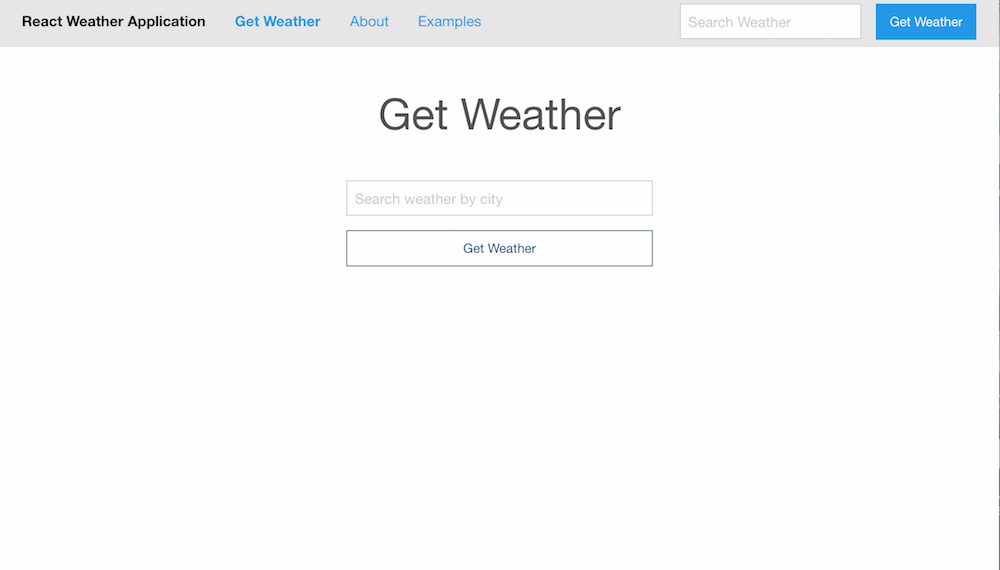 React Weather Application Get Weather About Examples Search Weather Get Weather
Get Weather
Search weather by city
Get Weather